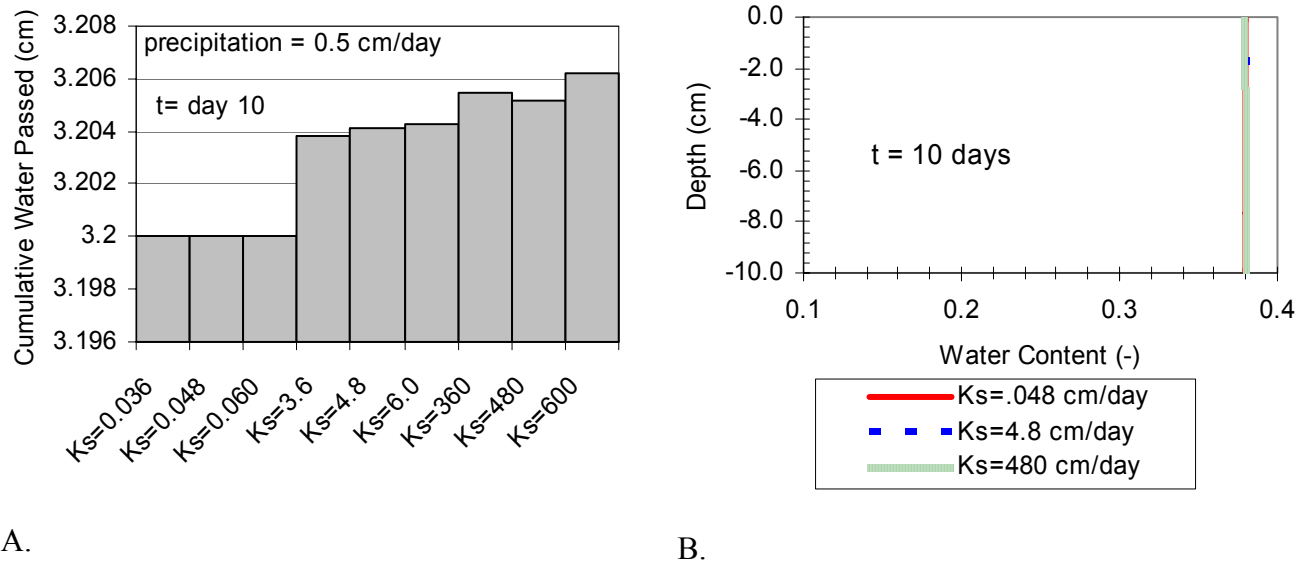 Cumulative Water Passed (cm)
3.208
3.206
3.204
3.202
3.2
3.198
3.196
precipitation = 0.5 cm/day
t= day 10
Ks=0.036
Ks=0.048
Ks=0.060
Ks=3.6
Ks=4.8
Ks=6.0
Ks=360
Ks=480
Ks=600
A.
Depth (cm)
0.0
-2.0
-4.0
-6.0
-8.0
-10.0
t = 10 days
0.1 0.2 0.3 0.4
Water Content (-)
Ks=.048 cm/day
Ks=4.8 cm/day
Ks=480 cm/day
B.